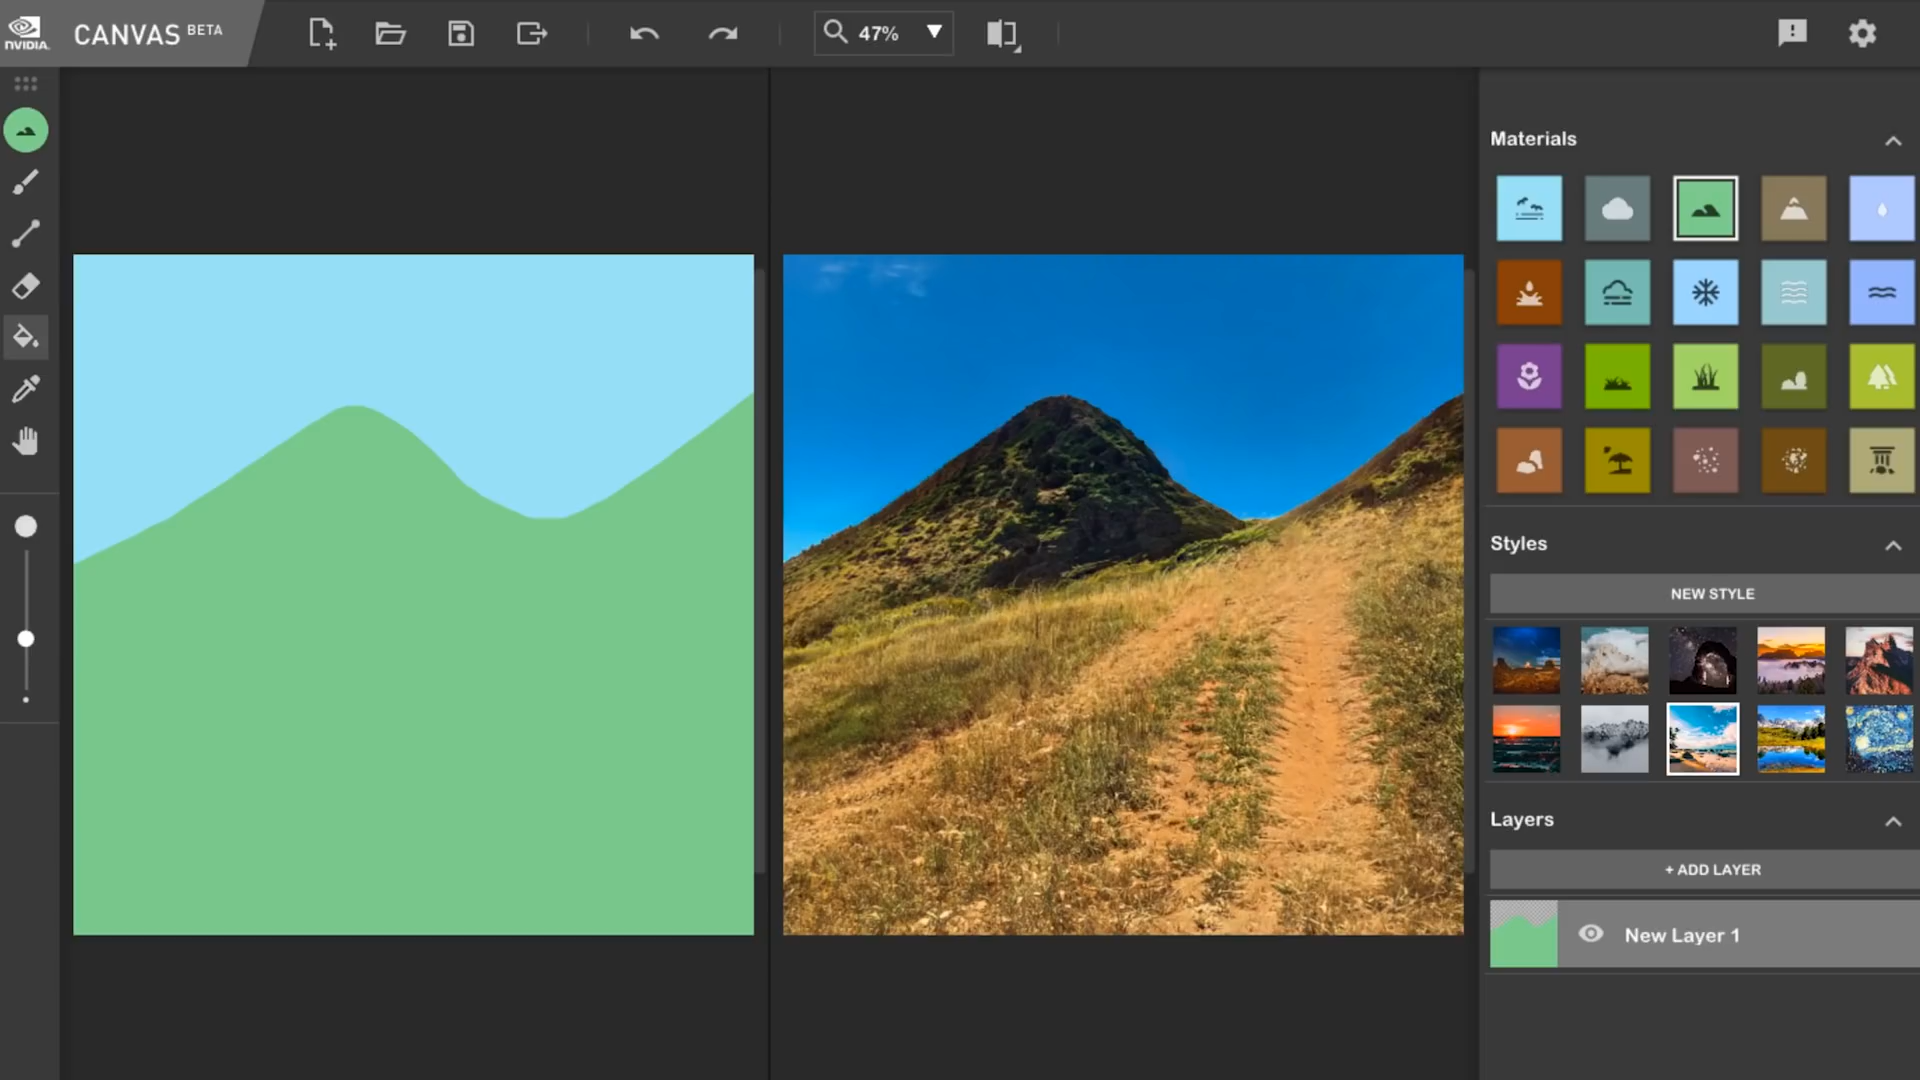 NVIDIA.
CANVAS BETA
47%
Materials
Styles
NEW STYLE
Layers
+ ADD LAYER
New Layer 1